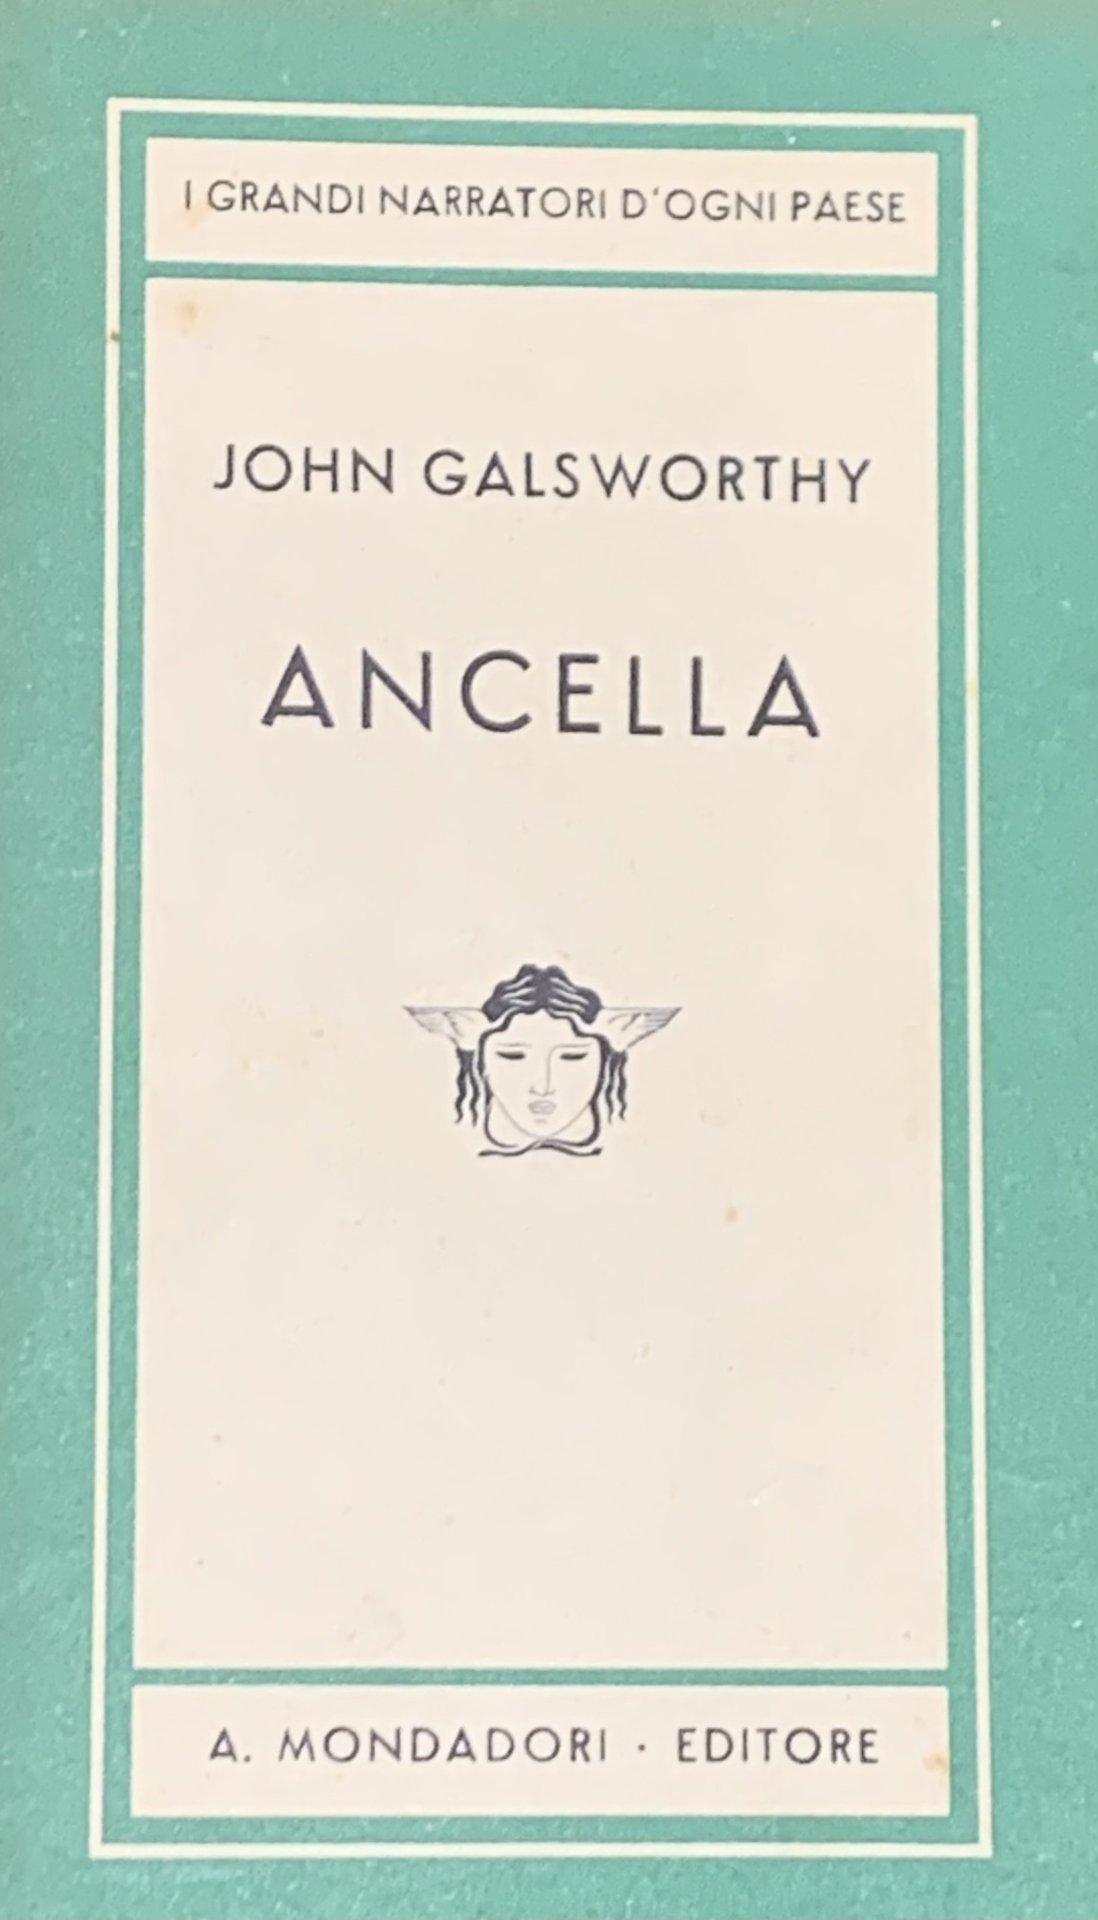 I GRANDI NARRATORI D'OGNI PAESE
JOHN GALSWORTHY
ANCELLA
A. MONDADORI · EDITORE